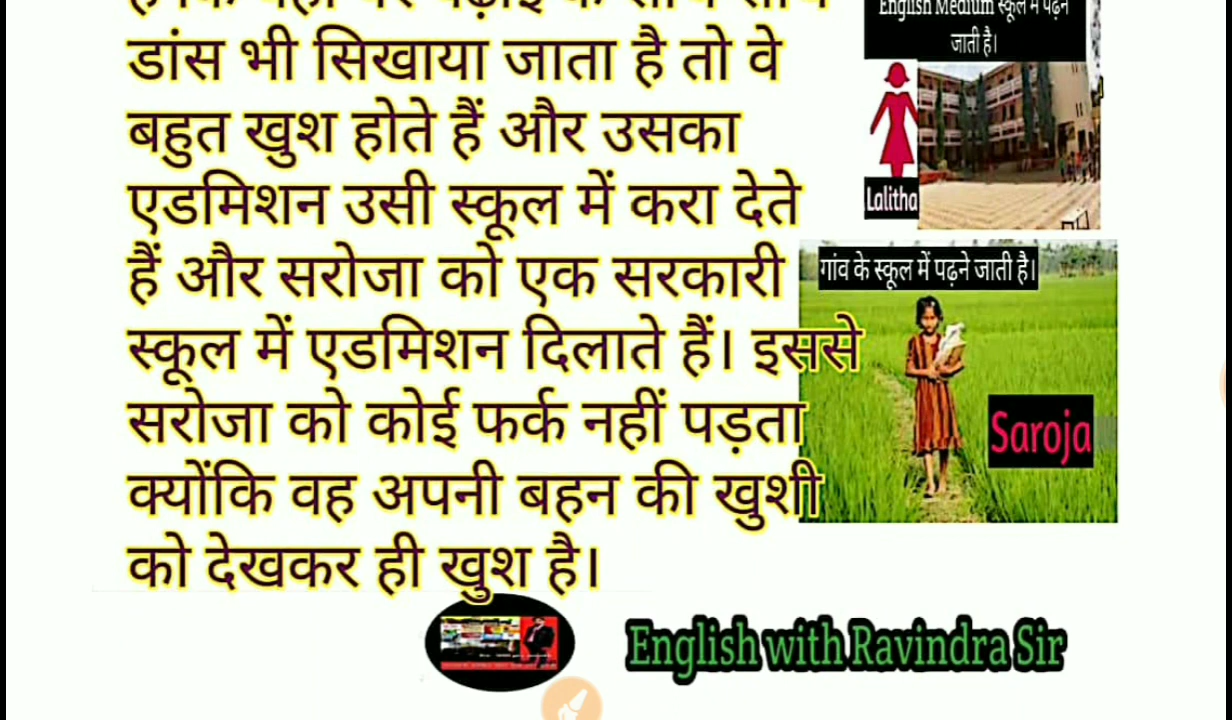 डांस भी सिखाया जाता है तो वे
बहुत खुश होते हैं और उसका
एडमिशन उसी स्कूल में करा देते
हैं और सरोजा को एक सरकारी
स्कूल में एडमिशन दिलाते हैं। इससे
सरोजा को कोई फर्क नहीं पड़ता
क्योंकि वह अपनी बहन की खुशी
को देखकर ही खुश है।
English Medium स्कूल में पढ़ने
जाती है।
Lalitha
गांव के स्कूल में पढ़ने जाती है।
Saroja
English with Ravindra Sir